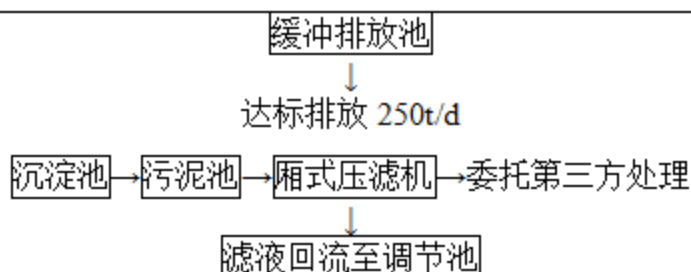 缓冲排放池
↓
达标排放 250t/d
沉淀池→污泥池→厢式压滤机→委托第三方处理
↓
滤液回流至调节池